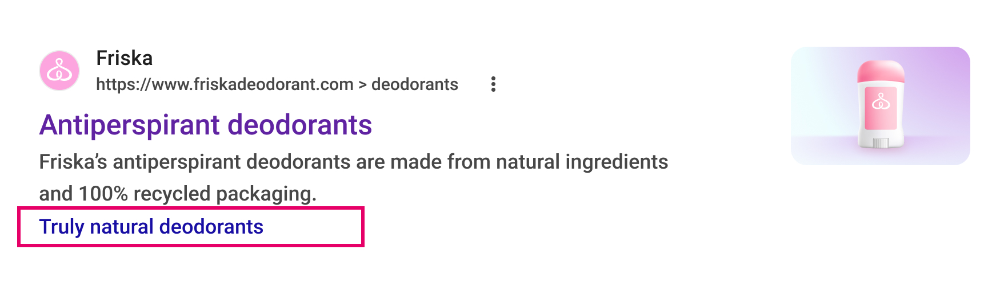 Friska
https://www.friskadeodorant.com > deodorants
Antiperspirant deodorants
Friska’s antiperspirant deodorants are made from natural ingredients
and 100% recycled packaging.
Truly natural deodorants